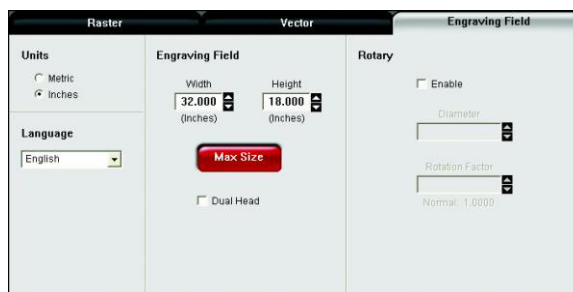 Raster
Vector
Engraving Field
Units
Metric
Inches
Language
English
Engraving Field
Width
Height
32.000
18.000
(Inches)
(Inches)
Max Size
Dual Head
Rotary
Enable
Diameter
Rotation Factor
Normal: 1.0000